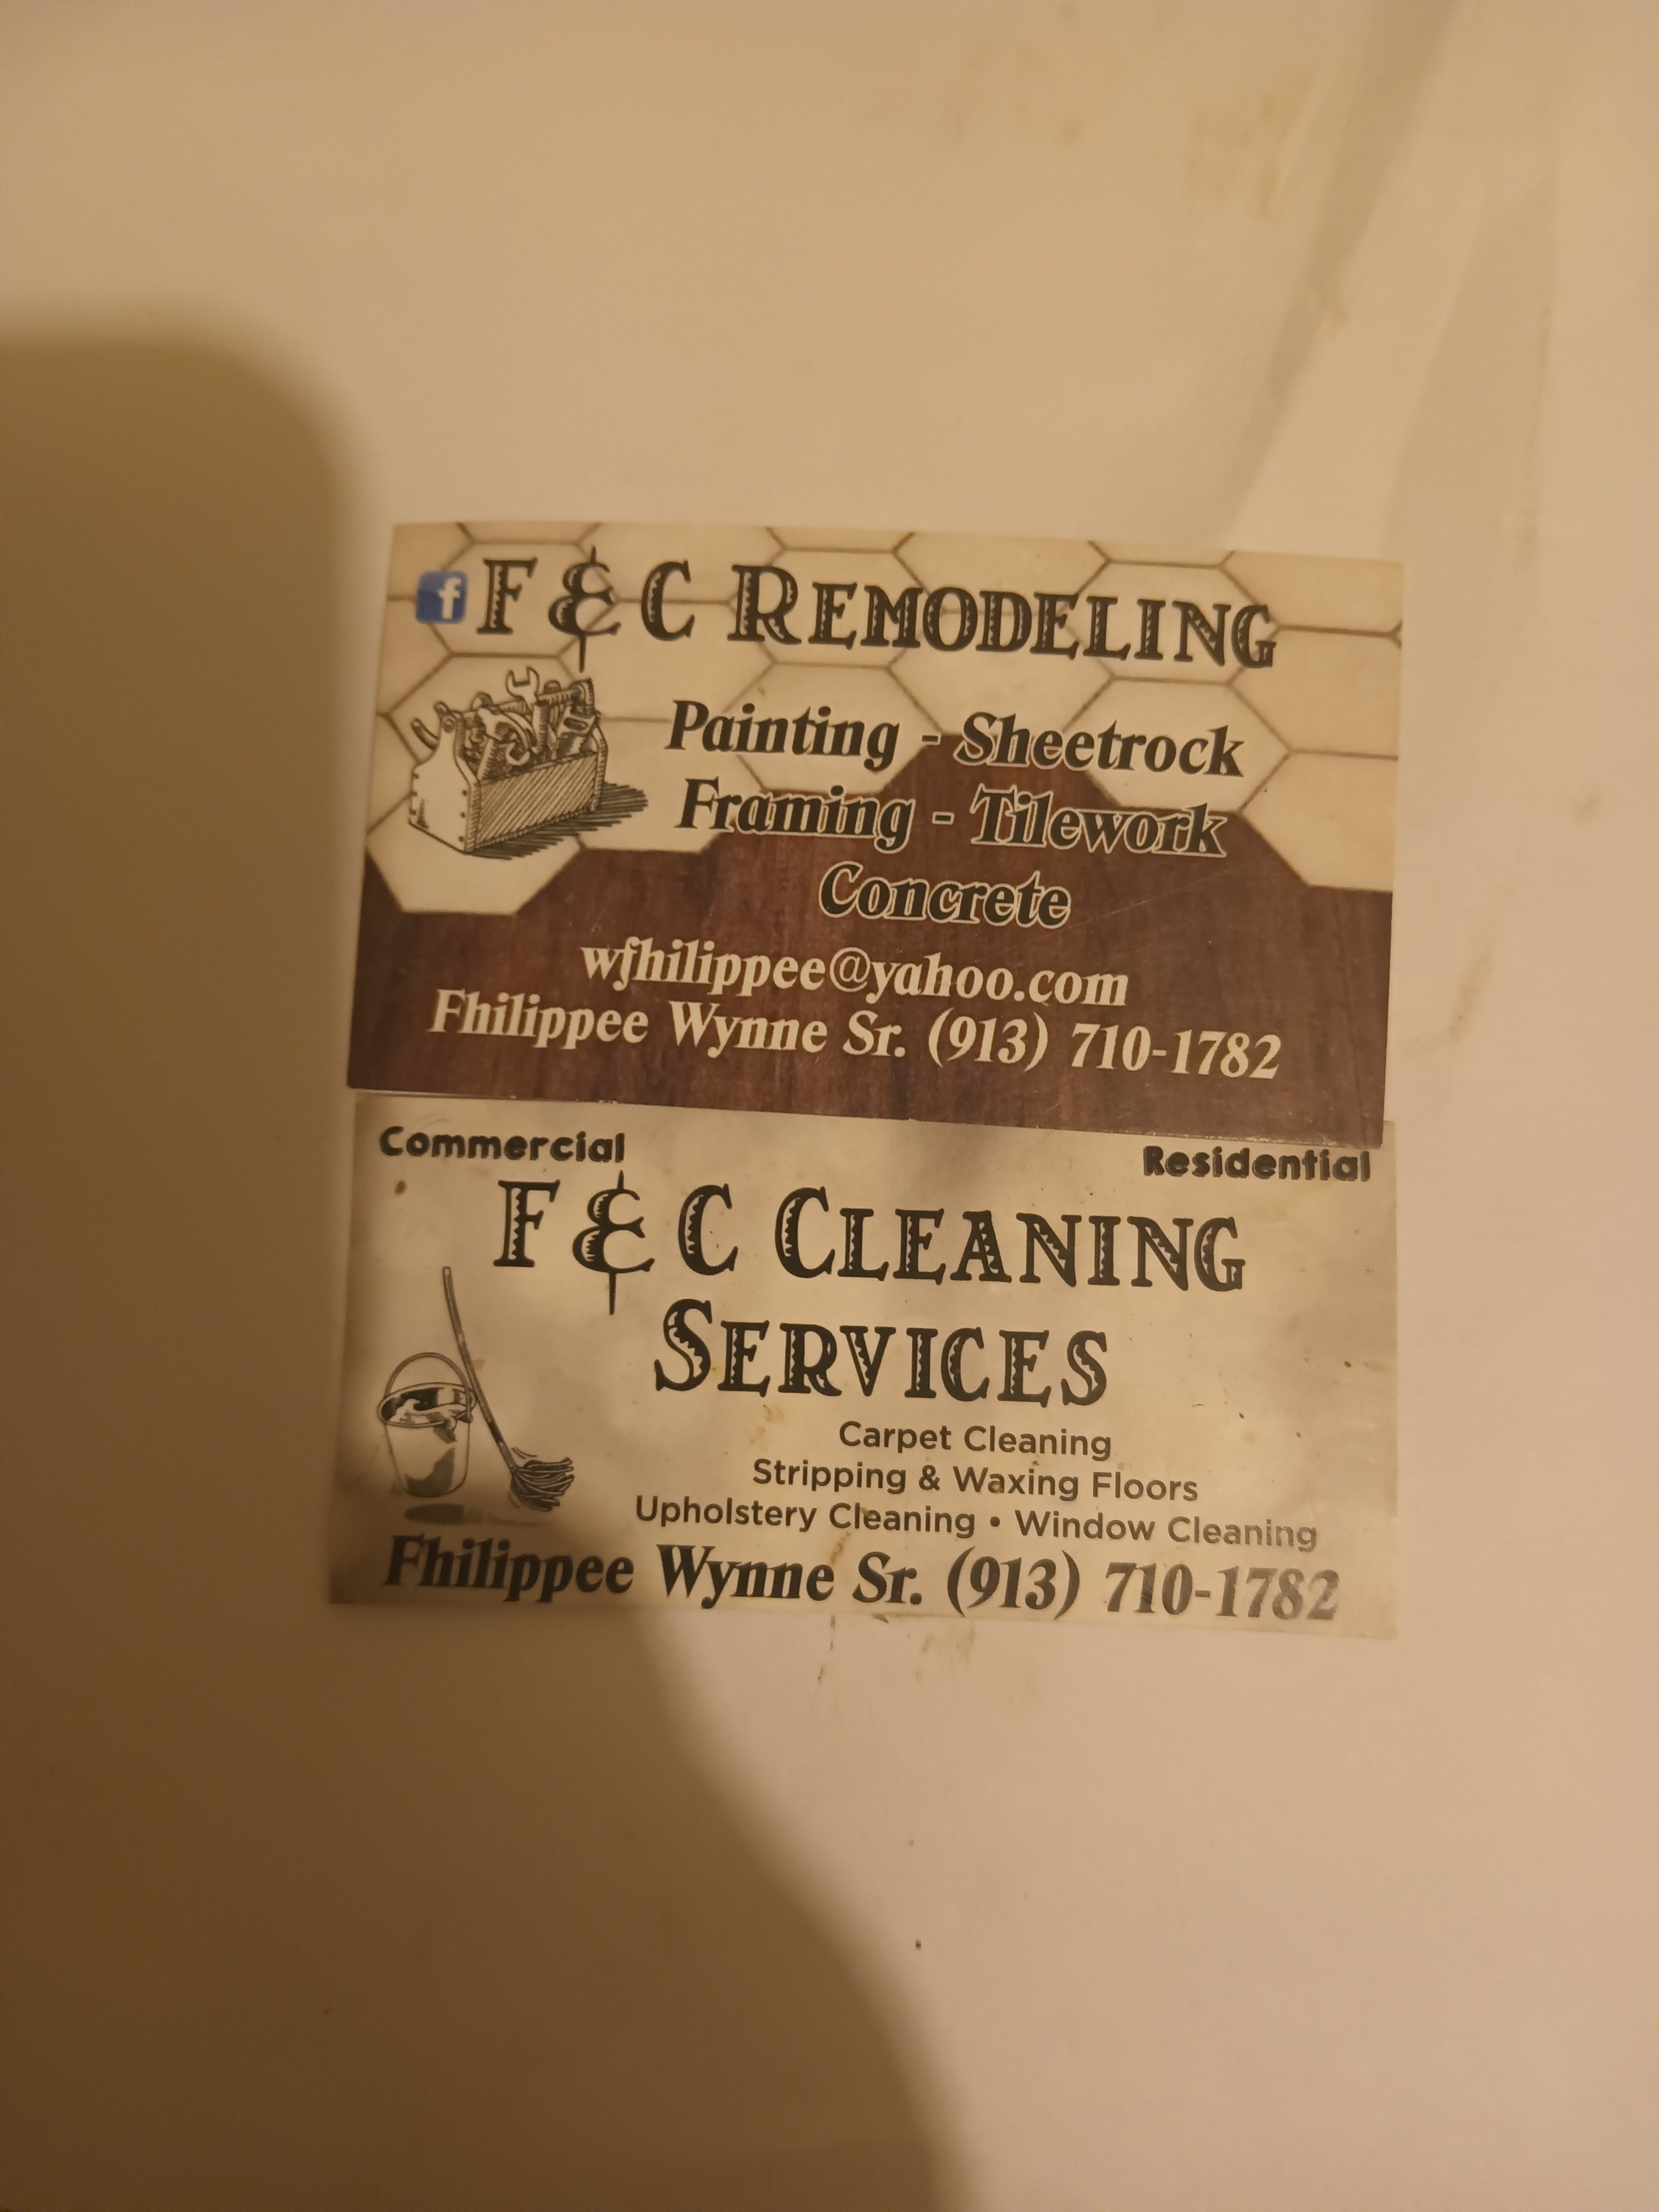 f F & C Remodeling
Painting - Sheetrock
Framing - Tilework
Concrete
wfhilippee@yahoo.com
Fhilippee Wynne Sr. (913) 710-1782
Commercial Residential
F & C Cleaning
Services
Carpet Cleaning
Stripping & Waxing Floors
Upholstery Cleaning • Window Cleaning
Fhilippee Wynne Sr. (913) 710-1782